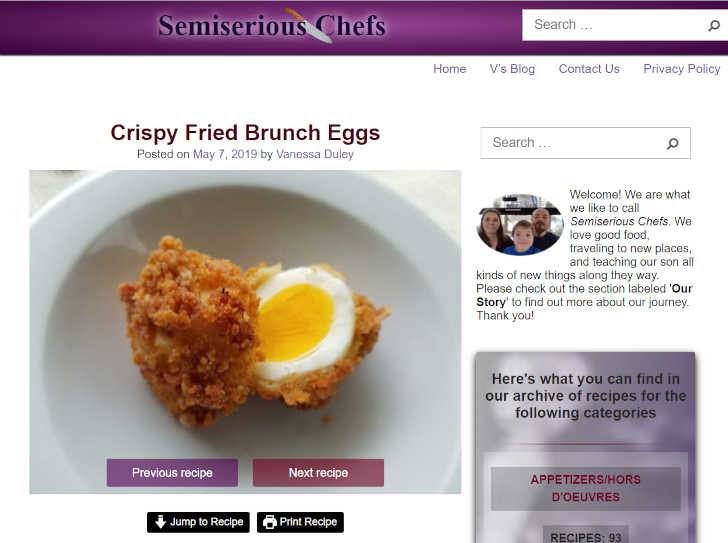 Semiserious Chefs
Search …
Home V's Blog Contact Us Privacy Policy
Crispy Fried Brunch Eggs
Posted on May 7, 2019 by Vanessa Duley
Previous recipe Next recipe
Jump to Recipe Print Recipe
Search …
Welcome! We are what
we like to call
Semiserious Chefs. We
love good food,
traveling to new places,
and teaching our son all
kinds of new things along they way.
Please check out the section labeled 'Our
Story' to find out more about our journey.
Thank you!
Here's what you can find in
our archive of recipes for the
following categories
APPETIZERS/HORS
D'OEUVRES
RECIPES: 93